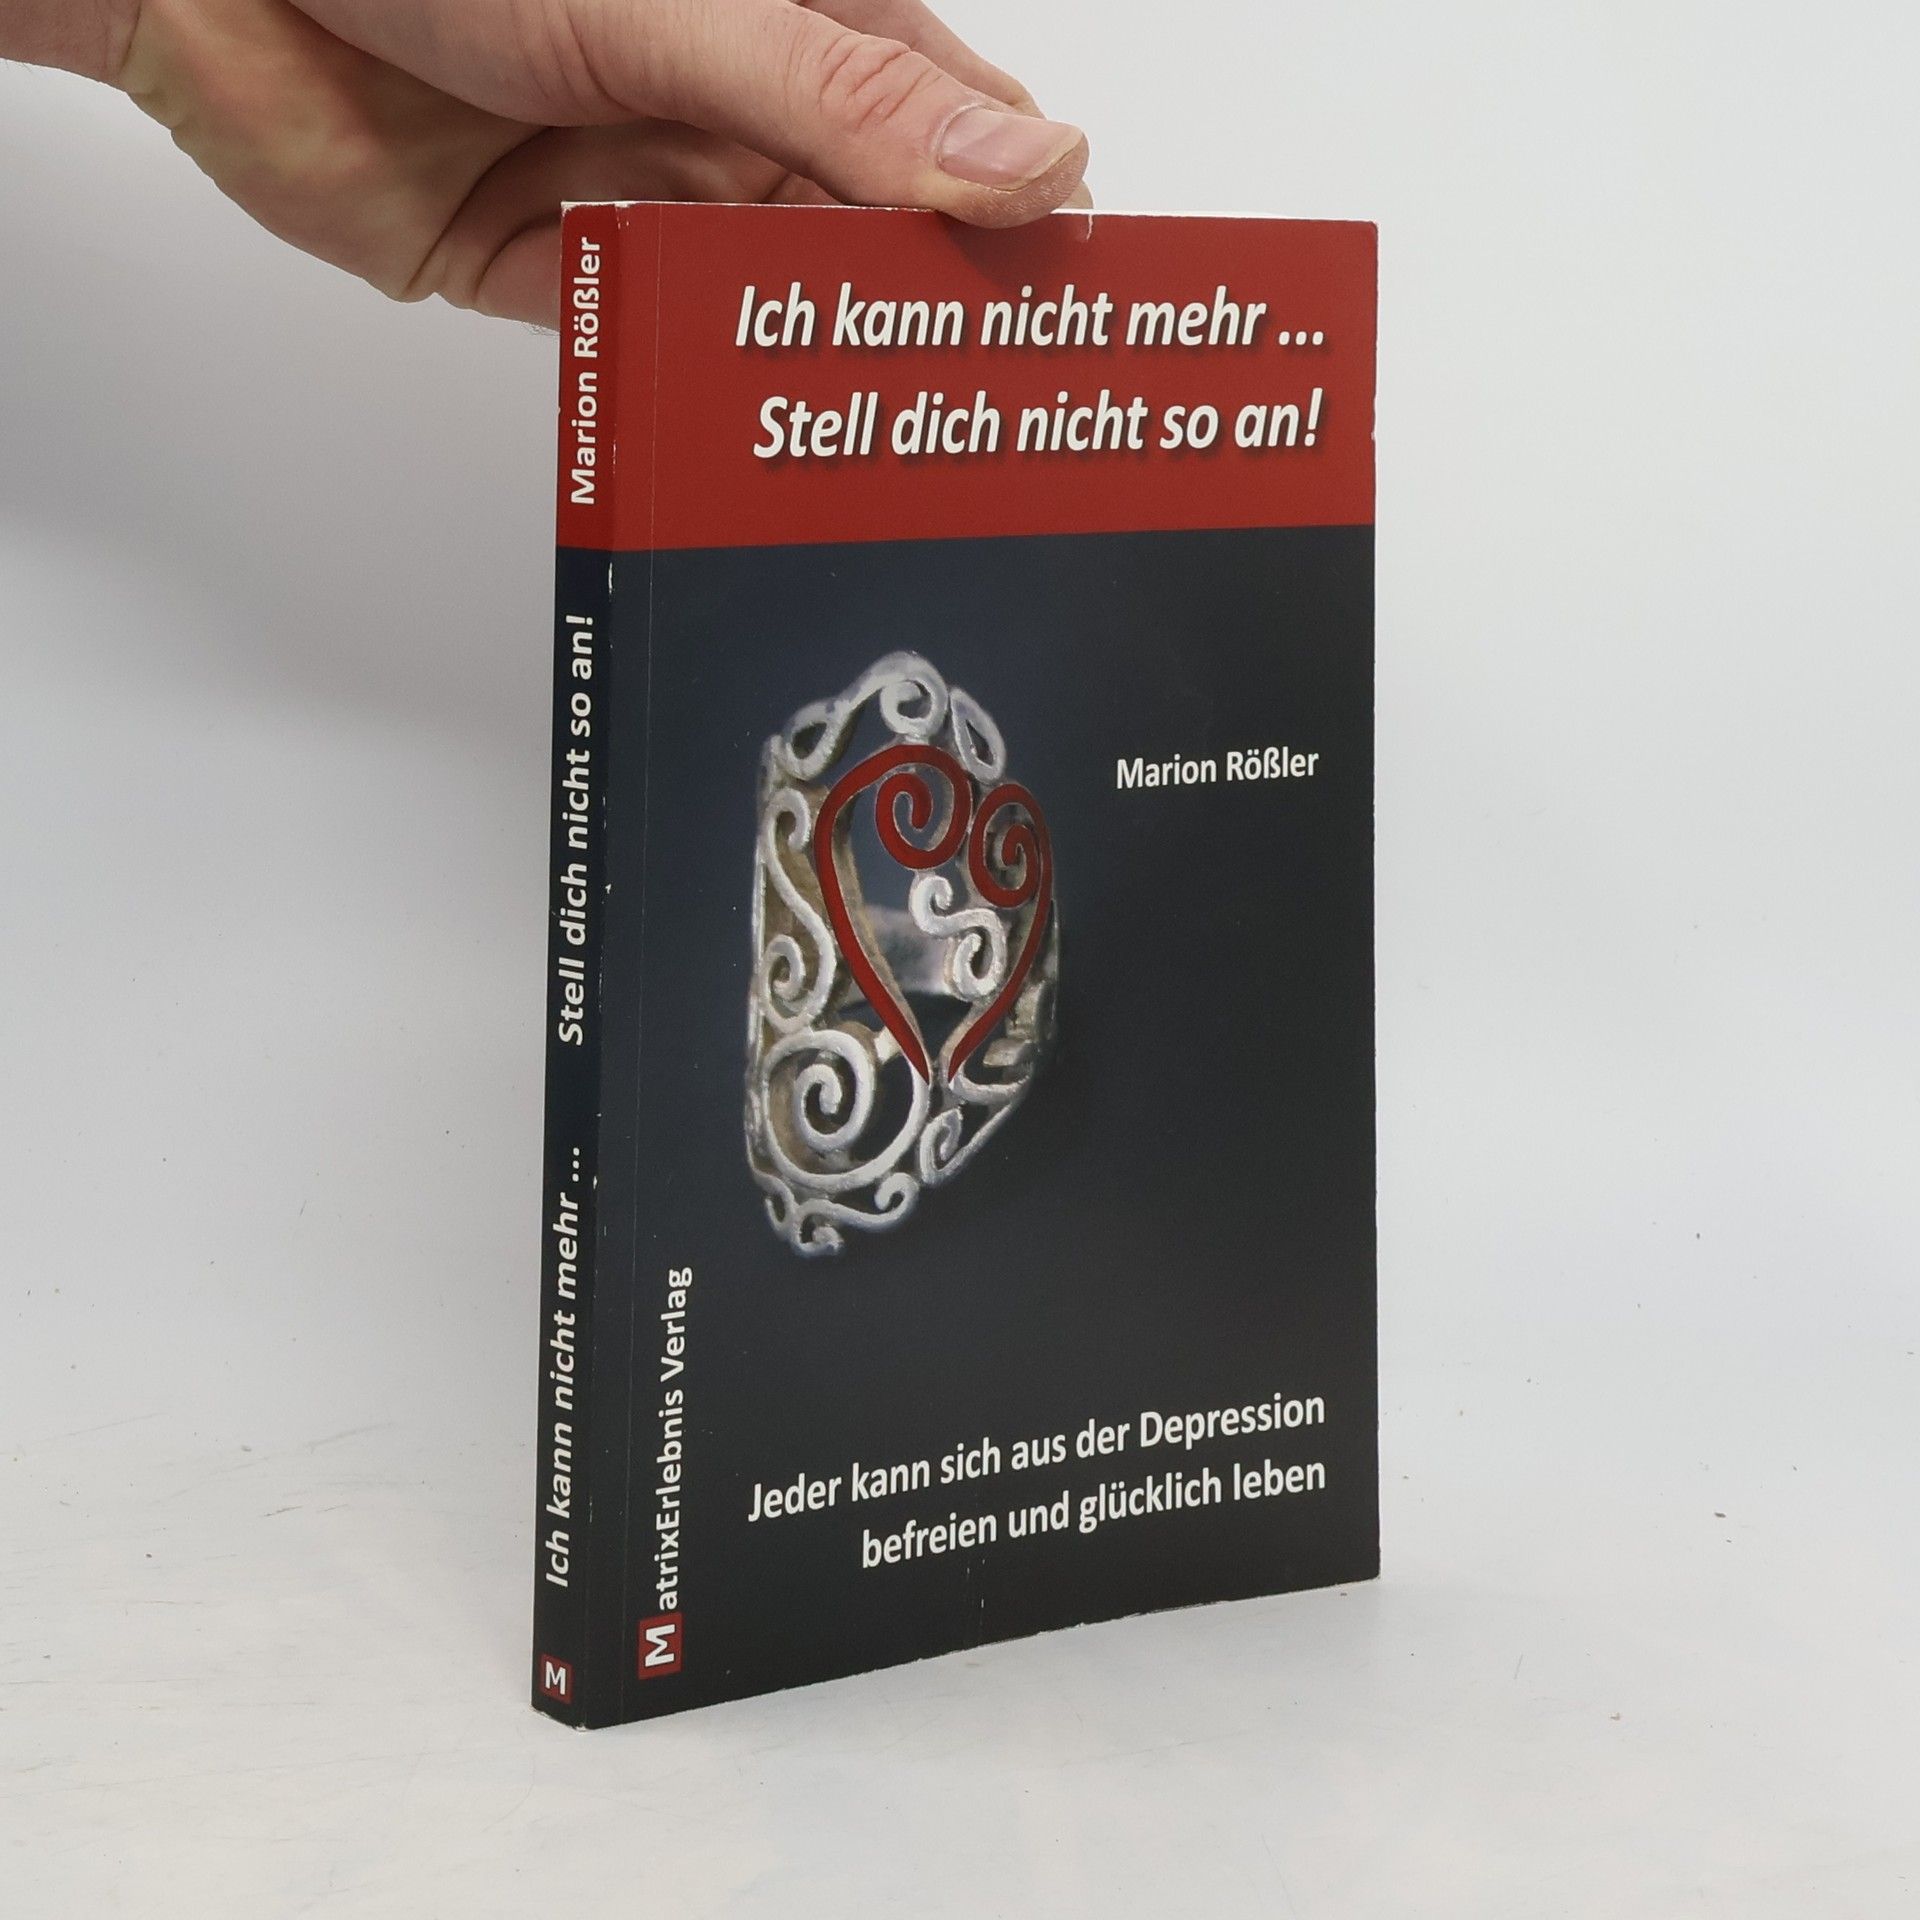 Ich kann nicht mehr ...
Stell dich nicht so an!
Marion Rößler
Jeder kann sich aus der Depression
befreien und glücklich leben
MatrixErlebnis Verlag
Marion Rößler
Stell dich nicht so an!
Ich kann nicht mehr ...
M